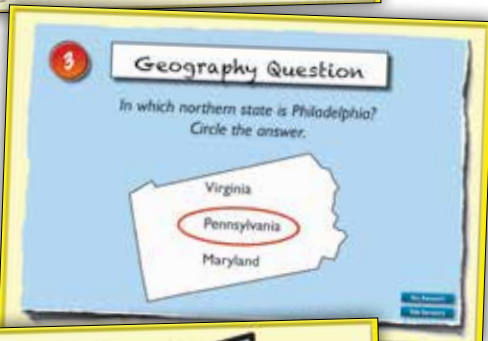 3
Geography Question
In which northern state is Philadelphia?
Circle the answer.
Virginia
Pennsylvania
Maryland